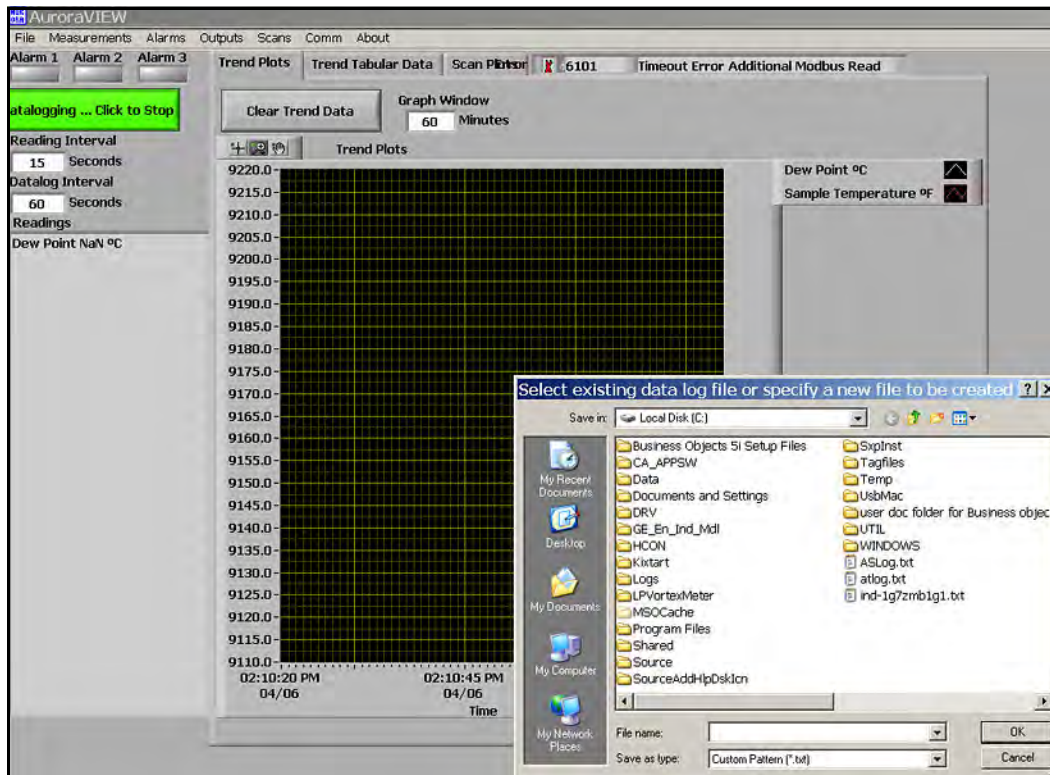 AuroraVIEW
File Measurements Alarms Outputs Scans Comm About
Alarm 1 Alarm 2 Alarm 3
atalogging ... Click to Stop
Reading Interval
15 Seconds
Datalog Interval
60 Seconds
Readings
Dew Point NaN ºC
Trend Plots Trend Tabular Data Scan 6101 Timeout Error Additional Modbus Read
Clear Trend Data
Graph Window
60 Minutes
Trend Plots
Dew Point ºC
Sample Temperature ºF
9220.0
9215.0
9210.0
9205.0
9200.0
9195.0
9190.0
9185.0
9180.0
9175.0
9170.0
9165.0
9160.0
9155.0
9150.0
9145.0
9140.0
9135.0
9130.0
9125.0
9120.0
9115.0
9110.0
02:10:20 PM 02:10:45 PM
04/06 04/06
Time
Select existing data log file or specify a new file to be created
Save in: Local Disk (C:)
My Recent Documents
Desktop
My Documents
My Computer
My Network Places
Business Objects 5i Setup Files
CA_APPSW
Data
Documents and Settings
DRV
GE_En_Ind_Mdl
HCON
Kixtart
Logs
LPVortexMeter
MSOCache
Program Files
Shared
Source
SourceAddHlpDskIcn
SxpInst
Tagfiles
Temp
UsbMac
user doc folder for Business objec
UTIL
WINDOWS
ASLog.txt
atlog.txt
ind-1g7zmb1g1.txt
File name: OK
Save as type: Custom Pattern (*.txt) Cancel